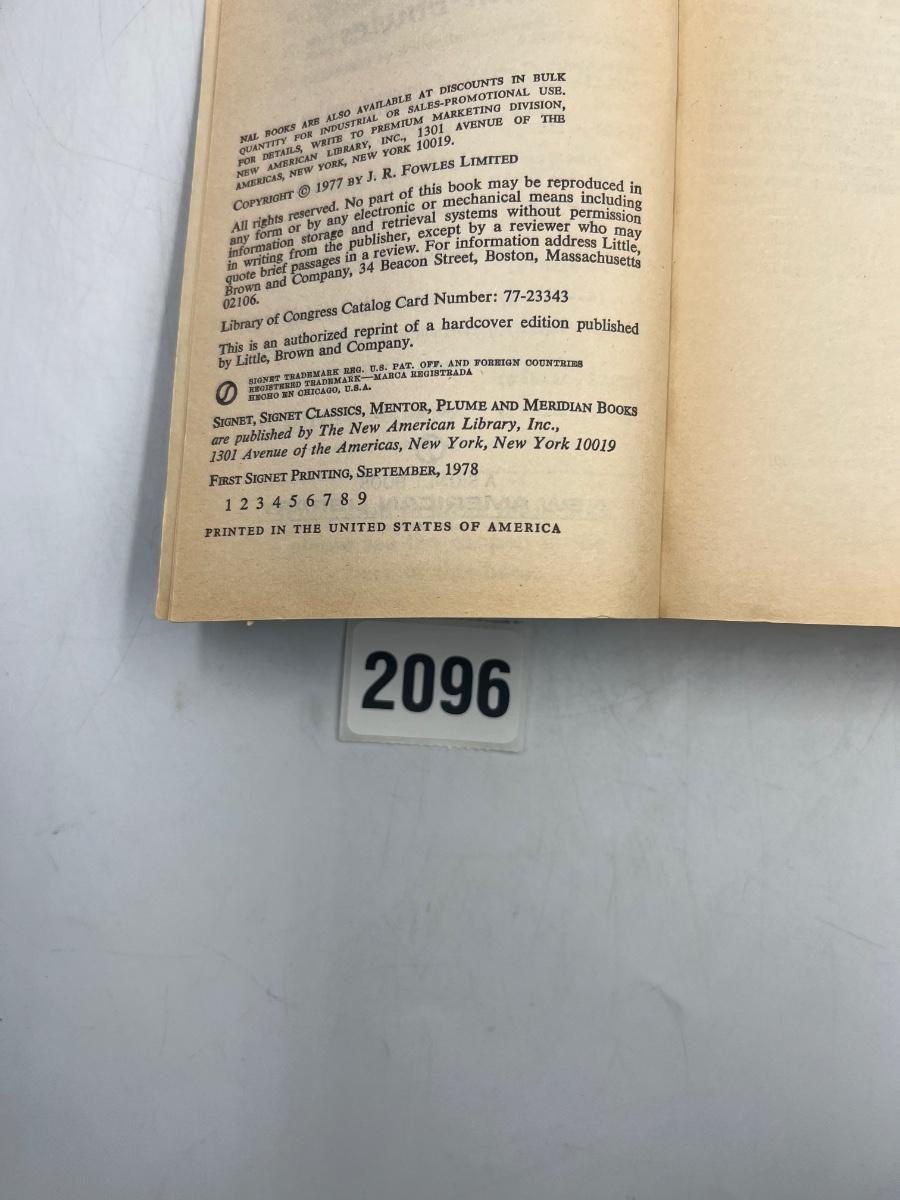 NAL BOOKS ARE ALSO AVAILABLE AT DISCOUNTS IN BULK
QUANTITY FOR INDUSTRIAL OR SALES-PROMOTIONAL USE.
FOR DETAILS, WRITE TO PREMIUM MARKETING DIVISION,
NEW AMERICAN LIBRARY, INC., 1301 AVENUE OF THE
AMERICAS, NEW YORK, NEW YORK 10019.
COPYRIGHT © 1977 BY J. R. FOWLES LIMITED
All rights reserved. No part of this book may be reproduced in
any form or by any electronic or mechanical means including
information storage and retrieval systems without permission
in writing from the publisher, except by a reviewer who may
quote brief passages in a review. For information address Little,
Brown and Company, 34 Beacon Street, Boston, Massachusetts
02106.
Library of Congress Catalog Card Number: 77-23343
This is an authorized reprint of a hardcover edition published
by Little, Brown and Company.
SIGNET TRADEMARK REG. U.S. PAT. OFF. AND FOREIGN COUNTRIES
REGISTERED TRADEMARK—MARCA REGISTRADA
HECHO EN CHICAGO, U.S.A.
SIGNET, SIGNET CLASSICS, MENTOR, PLUME AND MERIDIAN BOOKS
are published by The New American Library, Inc.,
1301 Avenue of the Americas, New York, New York 10019
FIRST SIGNET PRINTING, SEPTEMBER, 1978
1 2 3 4 5 6 7 8 9
PRINTED IN THE UNITED STATES OF AMERICA
2096